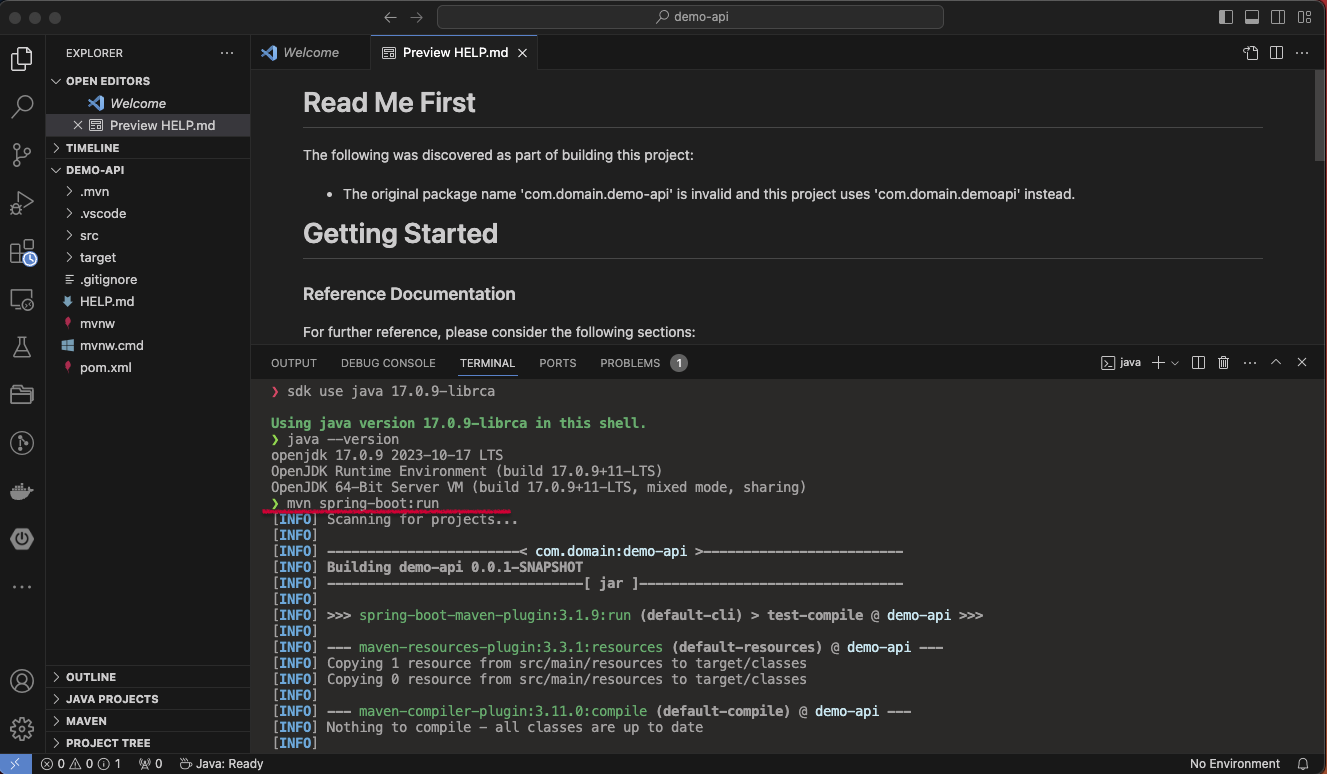 demo-api
EXPLORER
OPEN EDITORS
Welcome
Preview HELP.md
TIMELINE
DEMO-API
.mvn
.vscode
src
target
.gitignore
HELP.md
mvnw
mvnw.cmd
pom.xml
OUTLINE
JAVA PROJECTS
MAVEN
PROJECT TREE
Welcome
Preview HELP.md
Read Me First
The following was discovered as part of building this project:
• The original package name 'com.domain.demo-api' is invalid and this project uses 'com.domain.demoapi' instead.
Getting Started
Reference Documentation
For further reference, please consider the following sections:
OUTPUT DEBUG CONSOLE TERMINAL PORTS PROBLEMS 1 java
❯ sdk use java 17.0.9-librca
Using java version 17.0.9-librca in this shell.
❯ java --version
openjdk 17.0.9 2023-10-17 LTS
OpenJDK Runtime Environment (build 17.0.9+11-LTS)
OpenJDK 64-Bit Server VM (build 17.0.9+11-LTS, mixed mode, sharing)
❯ mvn spring-boot:run
[INFO] Scanning for projects...
[INFO]
[INFO] ------------------------< com.domain:demo-api >-------------------------
[INFO] Building demo-api 0.0.1-SNAPSHOT
[INFO] --------------------------------[ jar ]---------------------------------
[INFO]
[INFO] >>> spring-boot-maven-plugin:3.1.9:run (default-cli) > test-compile @ demo-api >>>
[INFO]
[INFO] --- maven-resources-plugin:3.3.1:resources (default-resources) @ demo-api ---
[INFO] Copying 1 resource from src/main/resources to target/classes
[INFO] Copying 0 resource from src/main/resources to target/classes
[INFO]
[INFO] --- maven-compiler-plugin:3.11.0:compile (default-compile) @ demo-api ---
[INFO] Nothing to compile - all classes are up to date
[INFO]
0 0 1 0 Java: Ready No Environment